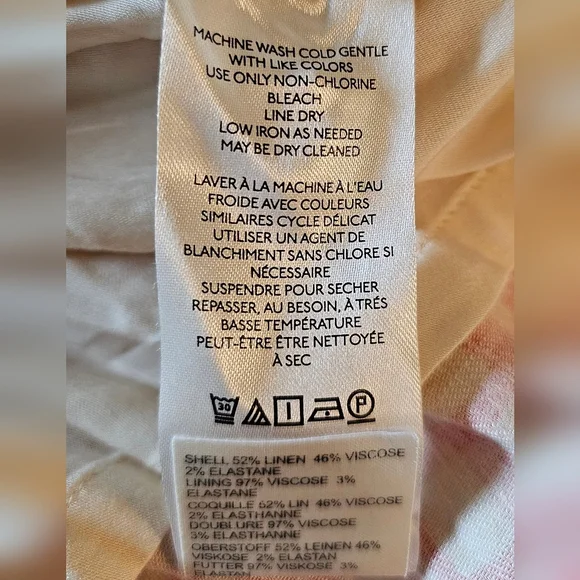 MACHINE WASH COLD GENTLE
WITH LIKE COLORS
USE ONLY NON-CHLORINE
BLEACH
LINE DRY
LOW IRON AS NEEDED
MAY BE DRY CLEANED
LAVER À LA MACHINE À L'EAU
FROIDE AVEC COULEURS
SIMILAIRES CYCLE DÉLICAT
UTILISER UN AGENT DE
BLANCHIMENT SANS CHLORE SI
NÉCESSAIRE
SUSPENDRE POUR SECHER
REPASSER, AU BESOIN, À TRÉS
BASSE TEMPÉRATURE
PEUT-ÊTRE ÊTRE NETTOYÉE
À SEC
30 P
SHELL 52% LINEN 46% VISCOSE
2% ELASTANE
LINING 97% VISCOSE 3%
ELASTANE
COQUILLE 52% LIN 46% VISCOSE
2% ELASTHANNE
DOUBLURE 97% VISCOSE
3% ELASTHANNE
OBERSTOFF 52% LEINEN 46%
VISKOSE 2% ELASTAN
FUTTER 97% VISKOSE 3%
ELASTAN